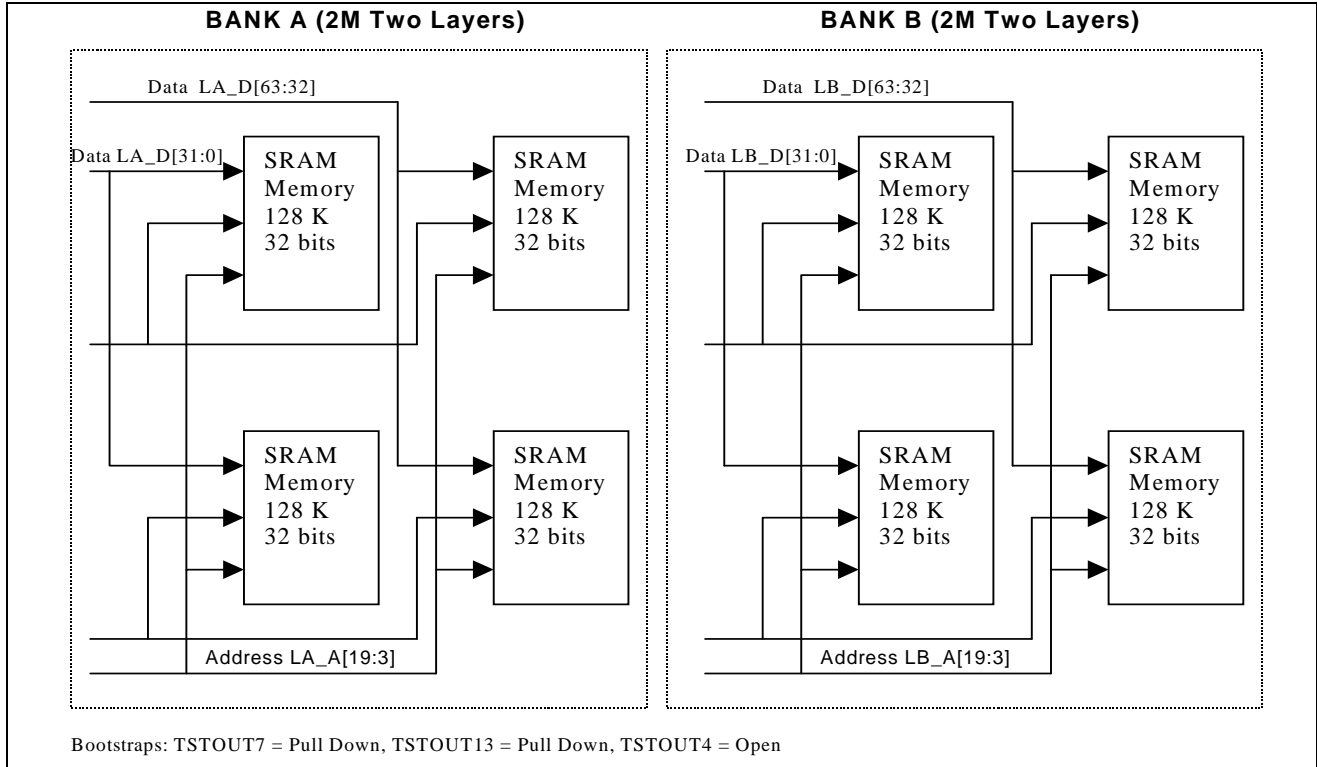 BANK A (2M Two Layers)
BANK B (2M Two Layers)
Data LA_D[63:32]
Data LB_D[63:32]
Data LA_D[31:0]
SRAM
Memory
128 K
32 bits
SRAM
Memory
128 K
32 bits
Data LB_D[31:0]
SRAM
Memory
128 K
32 bits
SRAM
Memory
128 K
32 bits
SRAM
Memory
128 K
32 bits
SRAM
Memory
128 K
32 bits
SRAM
Memory
128 K
32 bits
SRAM
Memory
128 K
32 bits
Address LA_A[19:3]
Address LB_A[19:3]
Bootstraps: TSTOUT7 = Pull Down, TSTOUT13 = Pull Down, TSTOUT4 = Open